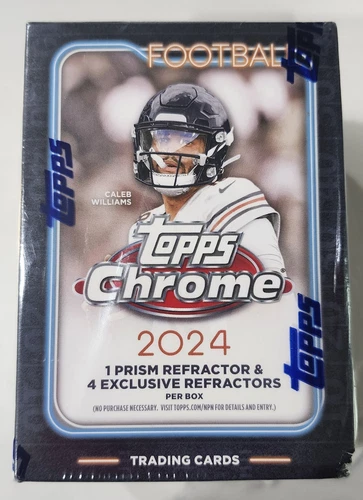 FOOTBALL
TOPPS
TOPPS
CALEB
WILLIAMS
topps
Chrome
TOPPS
2024
1 PRISM REFRACTOR &
4 EXCLUSIVE REFRACTORS
PER BOX
(NO PURCHASE NECESSARY. VISIT TOPPS.COM/NPN FOR DETAILS AND ENTRY.)
TRADING CARDS